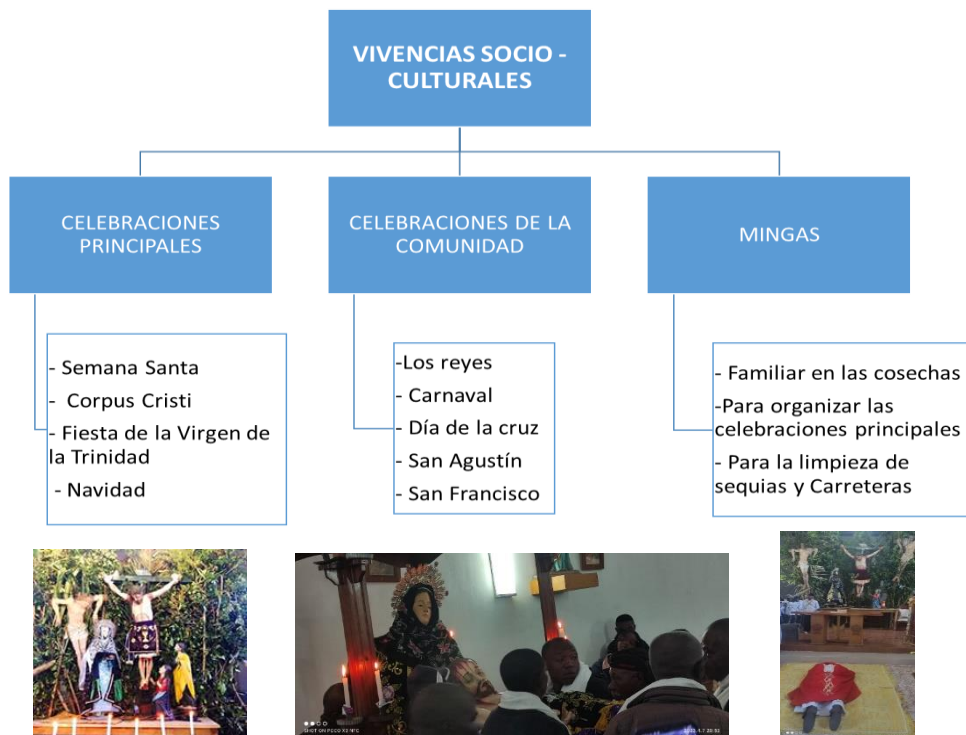 VIVENCIAS SOCIO -
CULTURALES
CELEBRACIONES
PRINCIPALES
- Semana Santa
- Corpus Cristi
- Fiesta de la Virgen de
la Trinidad
- Navidad
CELEBRACIONES DE LA
COMUNIDAD
-Los reyes
- Carnaval
- Día de la cruz
- San Agustín
- San Francisco
MINGAS
- Familiar en las cosechas
-Para organizar las
celebraciones principales
- Para la limpieza de
sequias y Carreteras